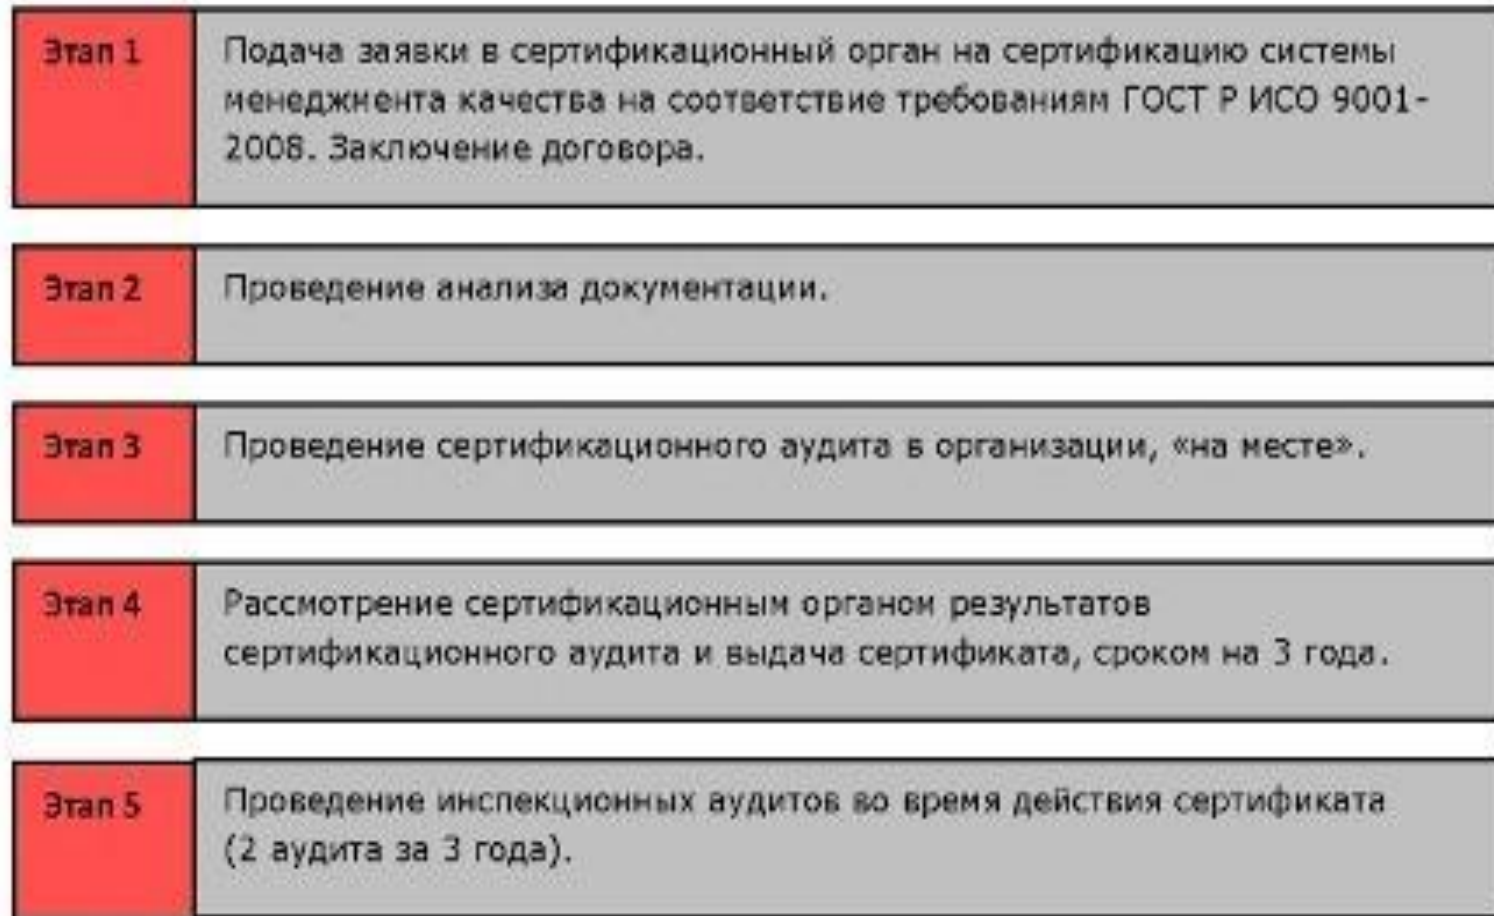 Этап 1
Подача заявки в сертификационный орган на сертификацию системы
менеджмента качества на соответствие требованиям ГОСТ Р ИСО 9001-
2008. Заключение договора.
Этап 2
Проведение анализа документации.
Этап 3
Проведение сертификационного аудита в организации, «на месте».
Этап 4
Рассмотрение сертификационным органом результатов
сертификационного аудита и выдача сертификата, сроком на 3 года.
Этап 5
Проведение инспекционных аудитов во время действия сертификата
(2 аудита за 3 года).